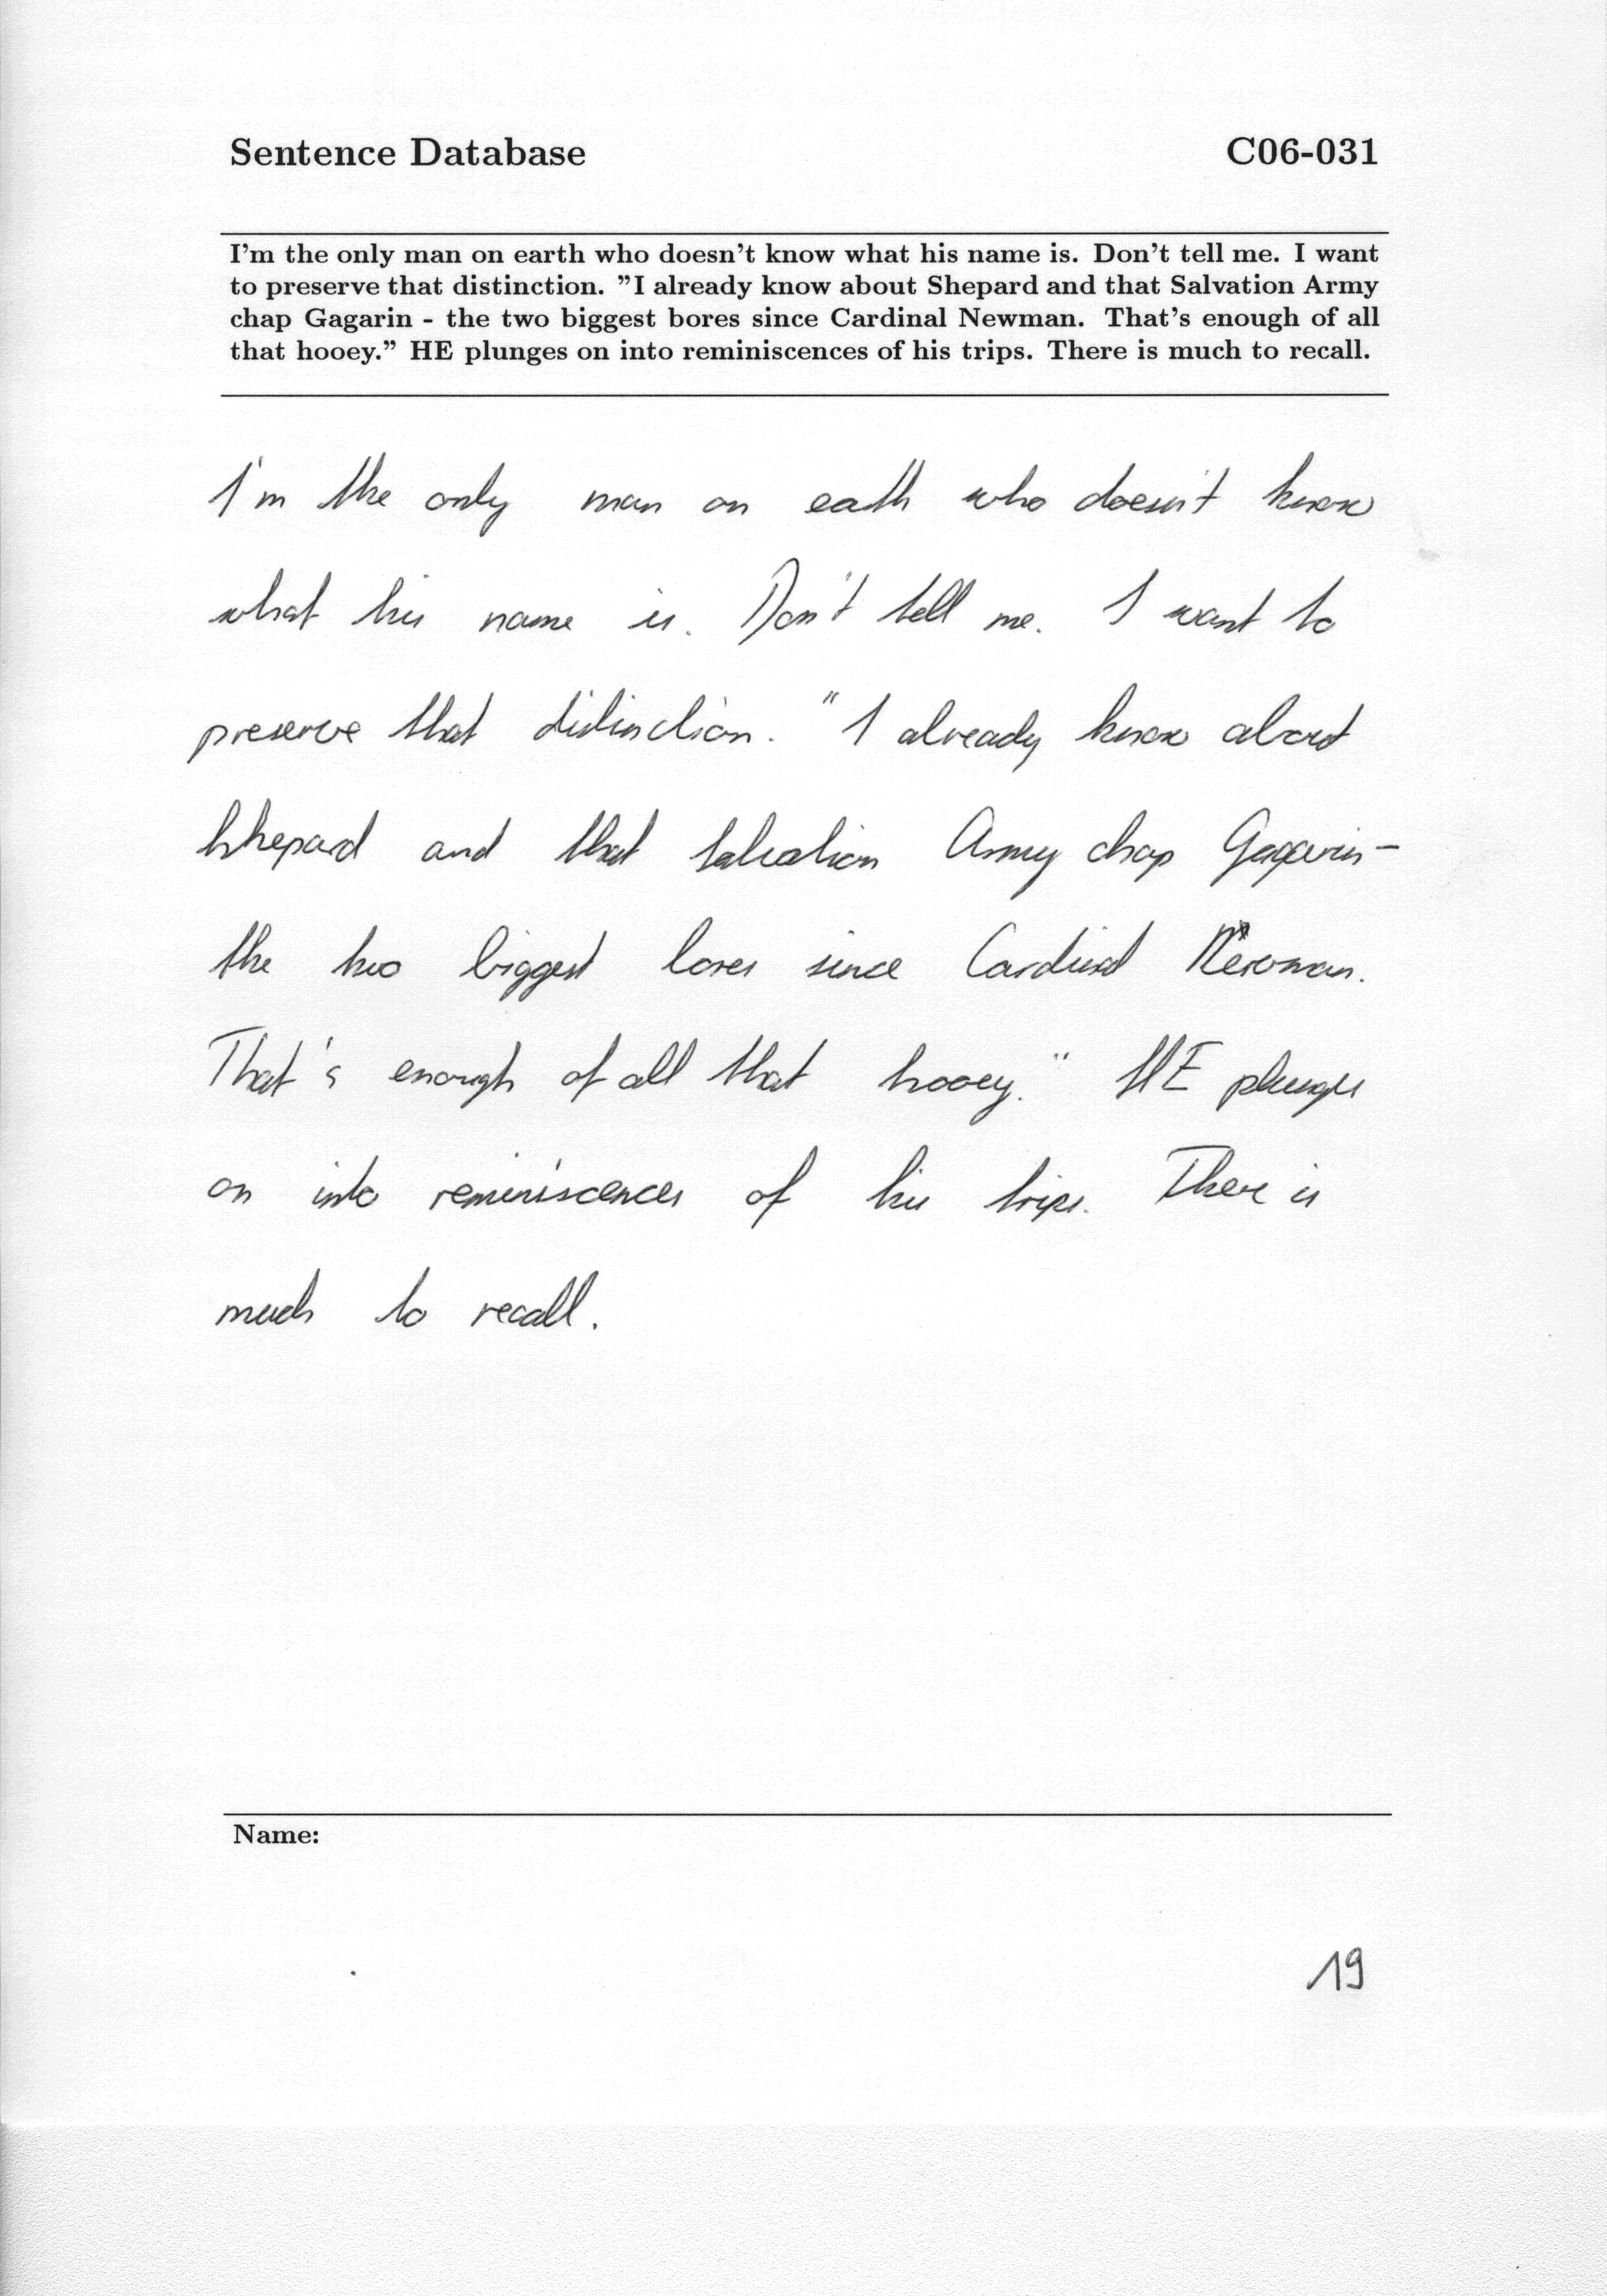 Sentence Database C06-031
I'm the only man on earth who doesn't know what his name is. Don't tell me. I want
to preserve that distinction. ”I already know about Shepard and that Salvation Army
chap Gagarin - the two biggest bores since Cardinal Newman. That's enough of all
that hooey.” HE plunges on into reminiscences of his trips. There is much to recall.
I'm the only man on earth who doesn't know
what his name is. Don't tell me. I want to
preserve that distinction. "I already know about
Shepard and that Salvation Army chap Gagarin -
the two biggest bores since Cardinal Newman.
That's enough of all that hooey." HE plunges
on into reminiscences of his trips. There is
much to recall.
Name:
19